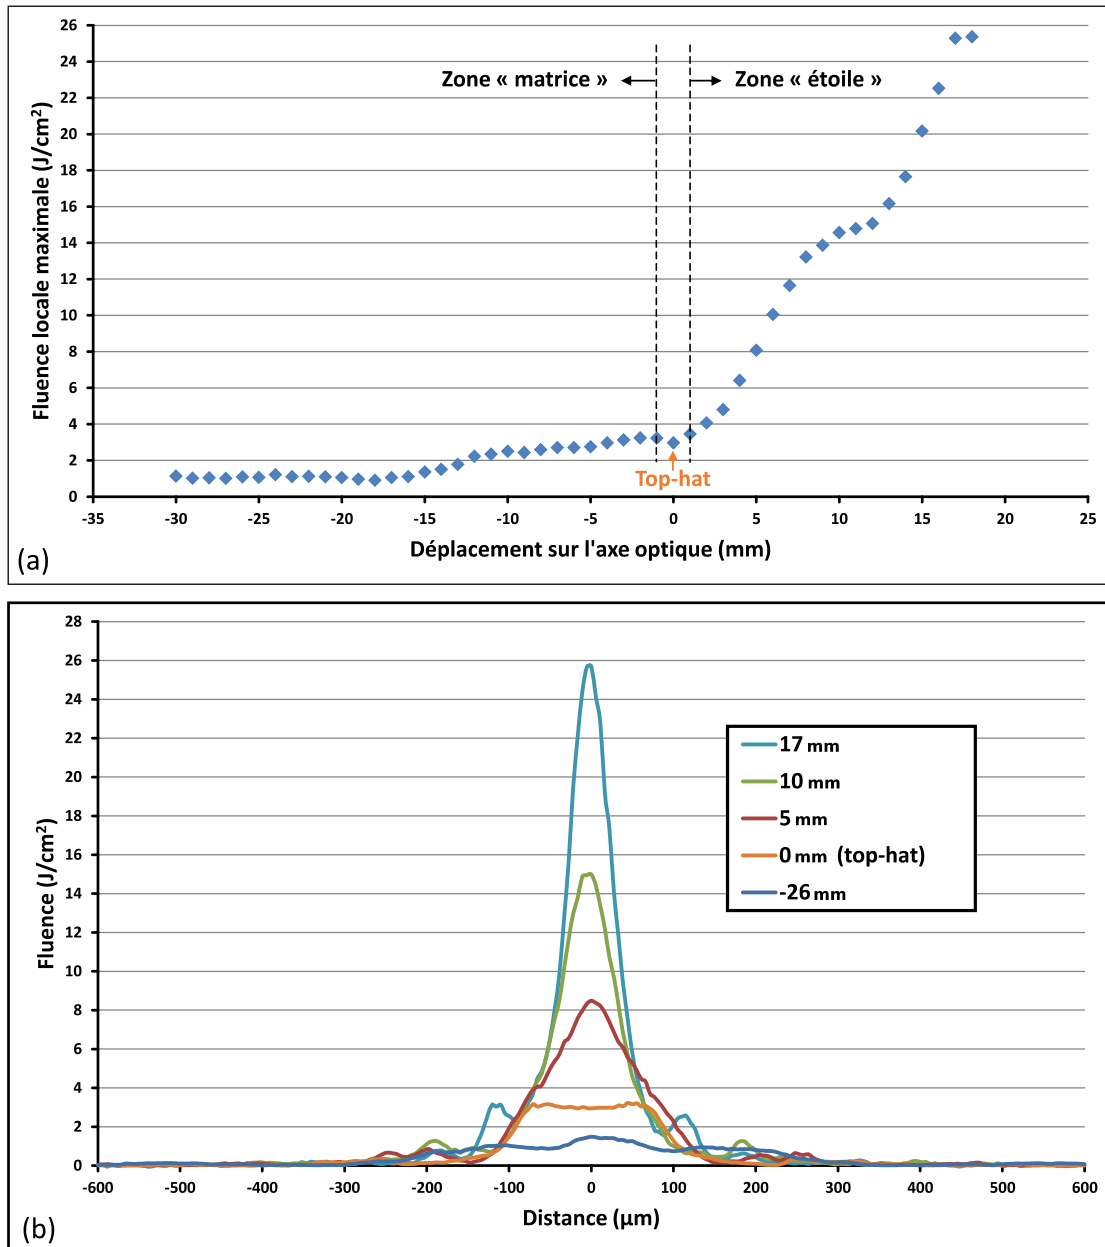 26
24
22
20
18
16
14
12
10
8
6
4
2
0
Fluence locale maximale (J/cm²)
Zone « matrice »
Zone « étoile »
Top-hat
-35 -30 -25 -20 -15 -10 -5 0 5 10 15 20 25
Déplacement sur l'axe optique (mm)
(a)
28
26
24
22
20
18
16
14
12
10
8
6
4
2
0
Fluence (J/cm²)
17 mm
10 mm
5 mm
0 mm (top-hat)
-26 mm
-600 -500 -400 -300 -200 -100 0 100 200 300 400 500 600
Distance (µm)
(b)